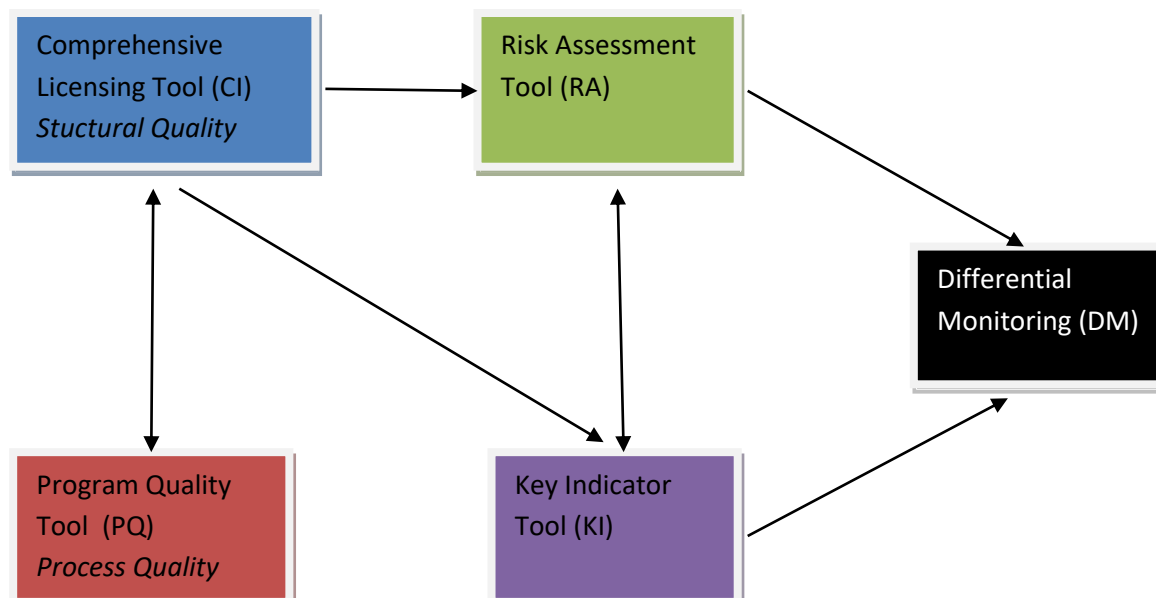 Comprehensive
Licensing Tool (CI)
Stuctural Quality
Risk Assessment
Tool (RA)
Differential
Monitoring (DM)
Program Quality
Tool  (PQ)
Process Quality
Key Indicator
Tool (KI)